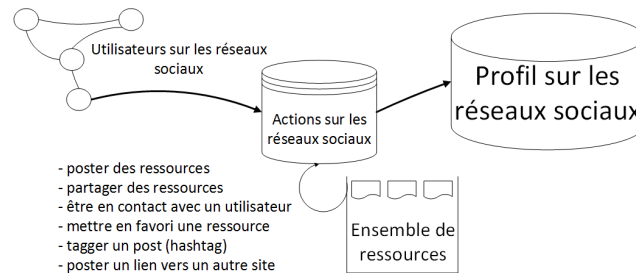 Utilisateurs sur les réseaux
sociaux
Actions sur les
réseaux sociaux
Profil sur les
réseaux sociaux
- poster des ressources
- partager des ressources
- être en contact avec un utilisateur
- mettre en favori une ressource
- tagger un post (hashtag)
- poster un lien vers un autre site
Ensemble de
ressources